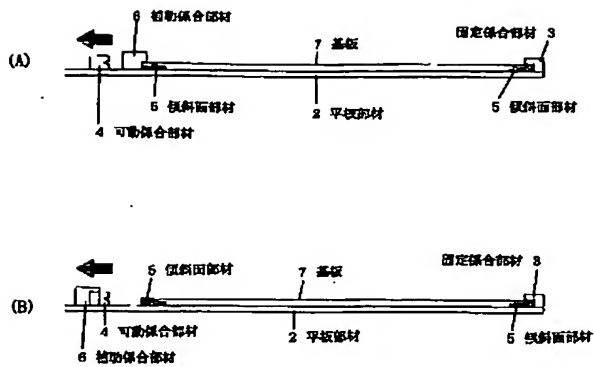 6 補助係合部材
固定係合部材 3
7 基板
(A)
5 傾斜面部材
2 平板部材
5 傾斜面部材
4 可動係合部材
5 傾斜面部材
7 基板
固定係合部材
3
(B)
4 可動係合部材
2 平板部材
5 傾斜面部材
6 補助係合部材